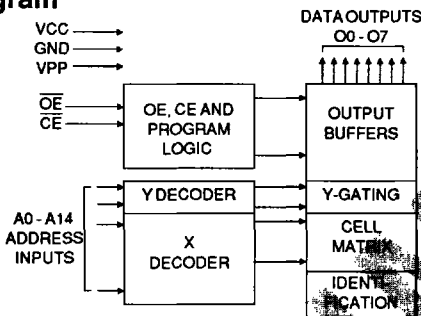 gram
DATA OUTPUTS
O0 - O7
VCC
GND
VPP
OE
CE
OE, CE AND
PROGRAM
LOGIC
OUTPUT
BUFFERS
A0 - A14
ADDRESS
INPUTS
Y DECODER
Y-GATING
X
DECODER
CELL
MATRIX
IDENTI-
FICATION